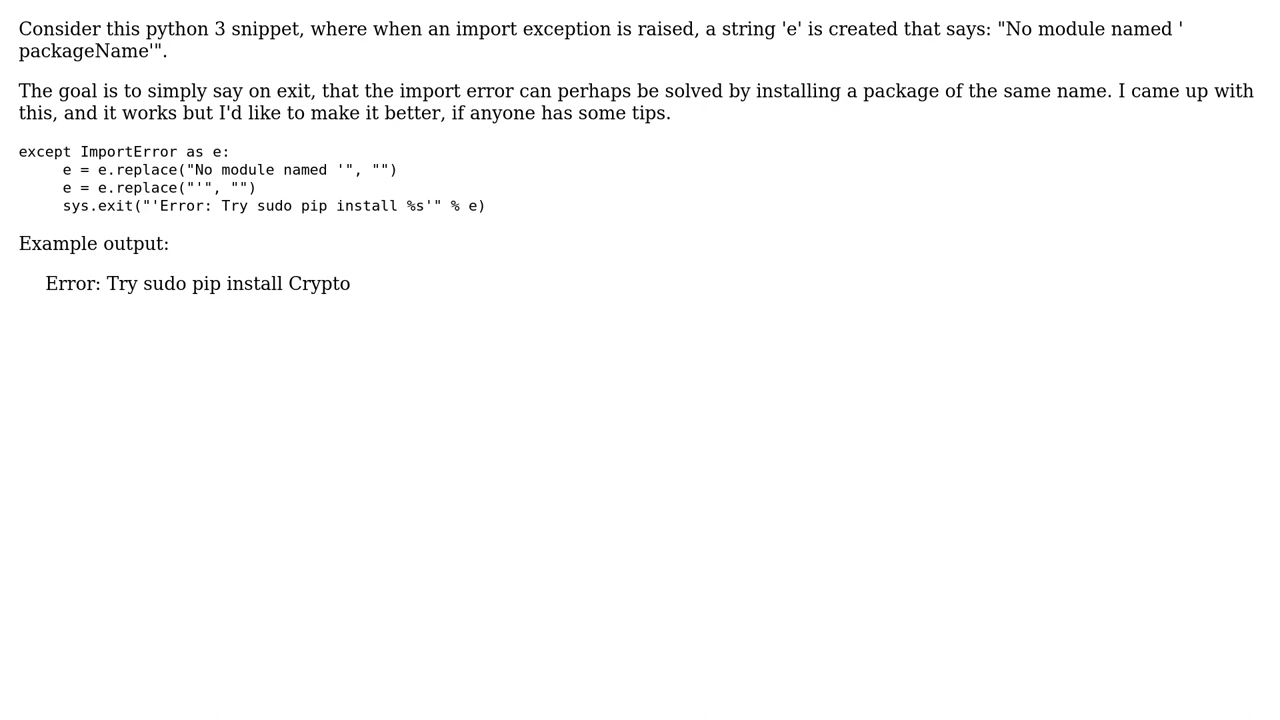 Consider this python 3 snippet, where when an import exception is raised, a string 'e' is created that says: "No module named '
packageName'".
The goal is to simply say on exit, that the import error can perhaps be solved by installing a package of the same name. I came up with
this, and it works but I'd like to make it better, if anyone has some tips.
except ImportError as e:
     e = e.replace("No module named '", "")
     e = e.replace("'", "")
     sys.exit("'Error: Try sudo pip install %s'" % e)
Example output:
Error: Try sudo pip install Crypto